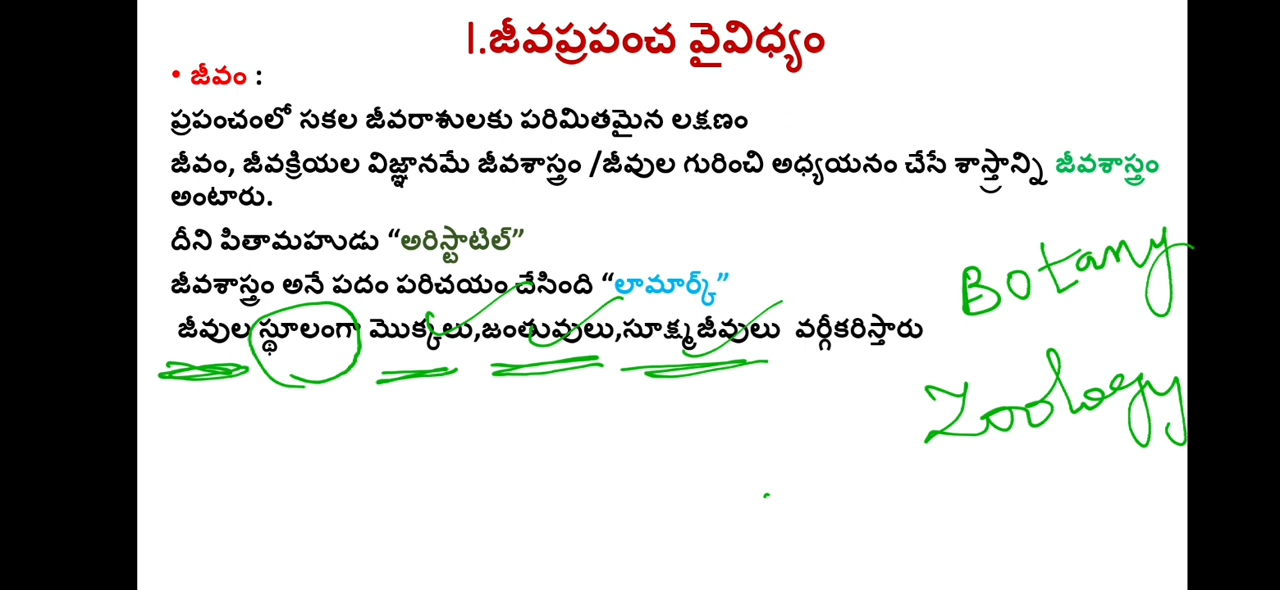 I.జీవప్రపంచ వైవిధ్యం
• జీవం :
ప్రపంచంలో సకల జీవరాశులకు పరిమితమైన లక్షణం
జీవం, జీవక్రియల విజ్ఞానమే జీవశాస్త్రం /జీవుల గురించి అధ్యయనం చేసే శాస్త్రాన్ని జీవశాస్త్రం
అంటారు.
దీని పితామహుడు “అరిస్టాటిల్”
జీవశాస్త్రం అనే పదం పరిచయం చేసింది “లామార్క్”
జీవుల స్థూలంగా మొక్కలు,జంతువులు,సూక్ష్మజీవులు వర్గీకరిస్తారు
Botany
Zoology